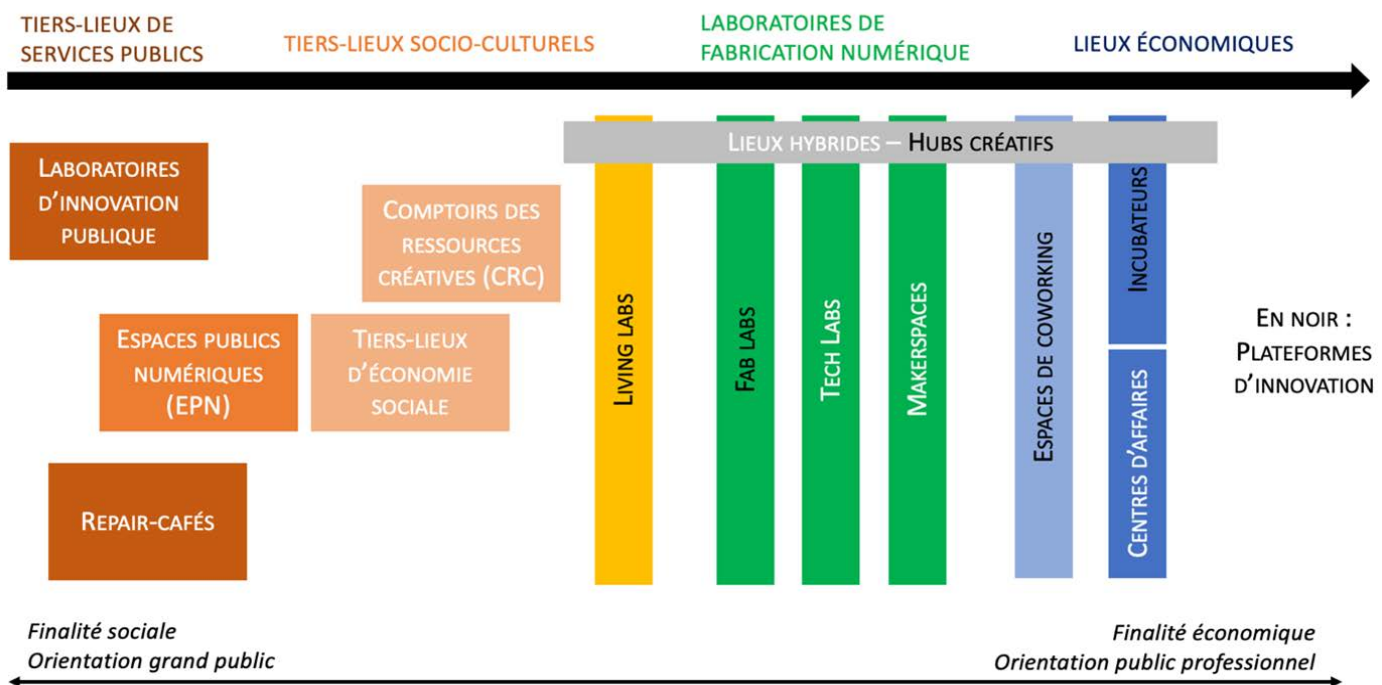 TIERS-LIEUX DE
SERVICES PUBLICS
TIERS-LIEUX SOCIO-CULTURELS
LABORATOIRES DE
FABRICATION NUMÉRIQUE
LIEUX ÉCONOMIQUES
LIEUX HYBRIDES – HUBS CRÉATIFS
LABORATOIRES
D'INNOVATION
PUBLIQUE
COMPTOIRS DES
RESSOURCES
CRÉATIVES (CRC)
ESPACES PUBLICS
NUMÉRIQUES
(EPN)
TIERS-LIEUX
D'ÉCONOMIE
SOCIALE
REPAIR-CAFÉS
LIVING LABS
FAB LABS
TECH LABS
MAKERSPACES
ESPACES DE COWORKING
INCUBATEURS
CENTRES D'AFFAIRES
EN NOIR :
PLATEFORMES
D'INNOVATION
Finalité sociale
Orientation grand public
Finalité économique
Orientation public professionnel